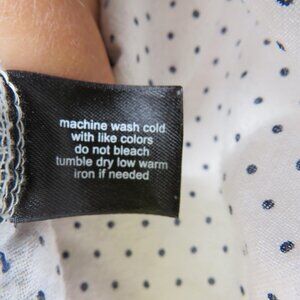 machine wash cold
with like colors
do not bleach
tumble dry low warm
iron if needed